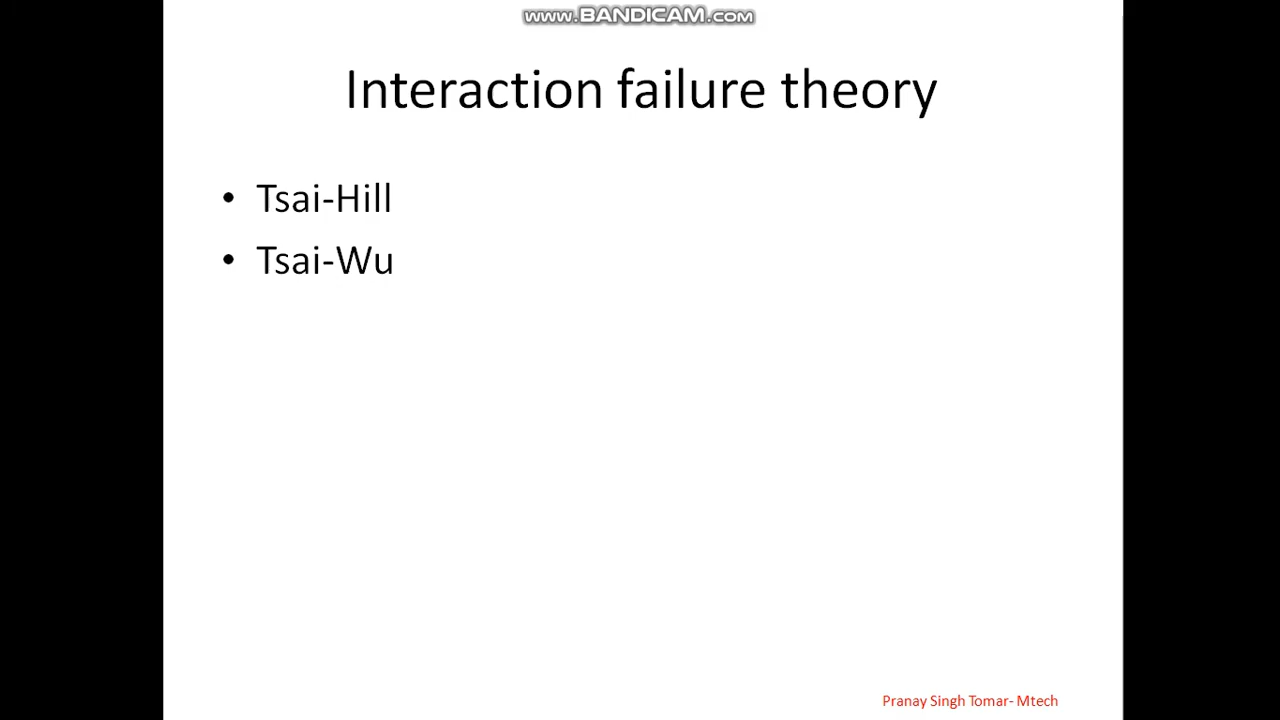 www.BANDICAM.com
Interaction failure theory
• Tsai-Hill
• Tsai-Wu
Pranay Singh Tomar- Mtech